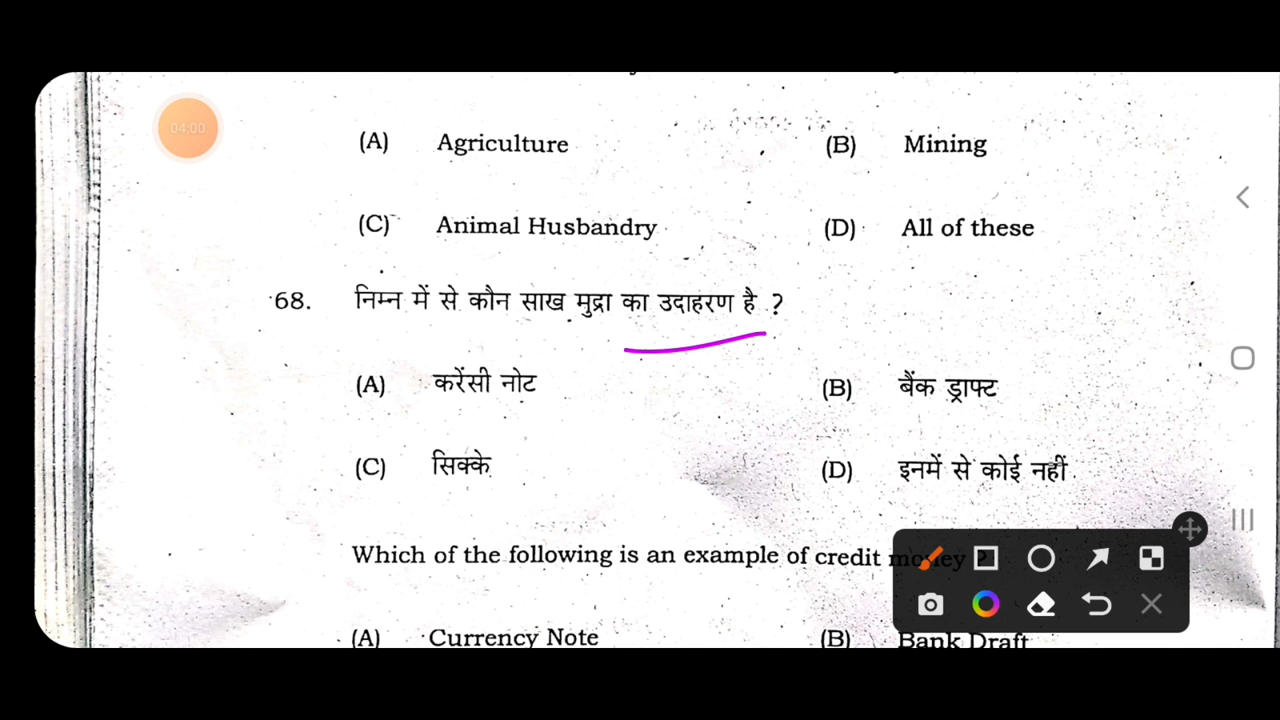 04:00
(A) Agriculture (B) Mining
(C) Animal Husbandry (D) All of these
68. निम्न में से कौन साख मुद्रा का उदाहरण है ?
(A) करेंसी नोट (B) बैंक ड्राफ्ट
(C) सिक्के (D) इनमें से कोई नहीं
Which of the following is an example of credit money ?
(A) Currency Note (B) Bank Draft